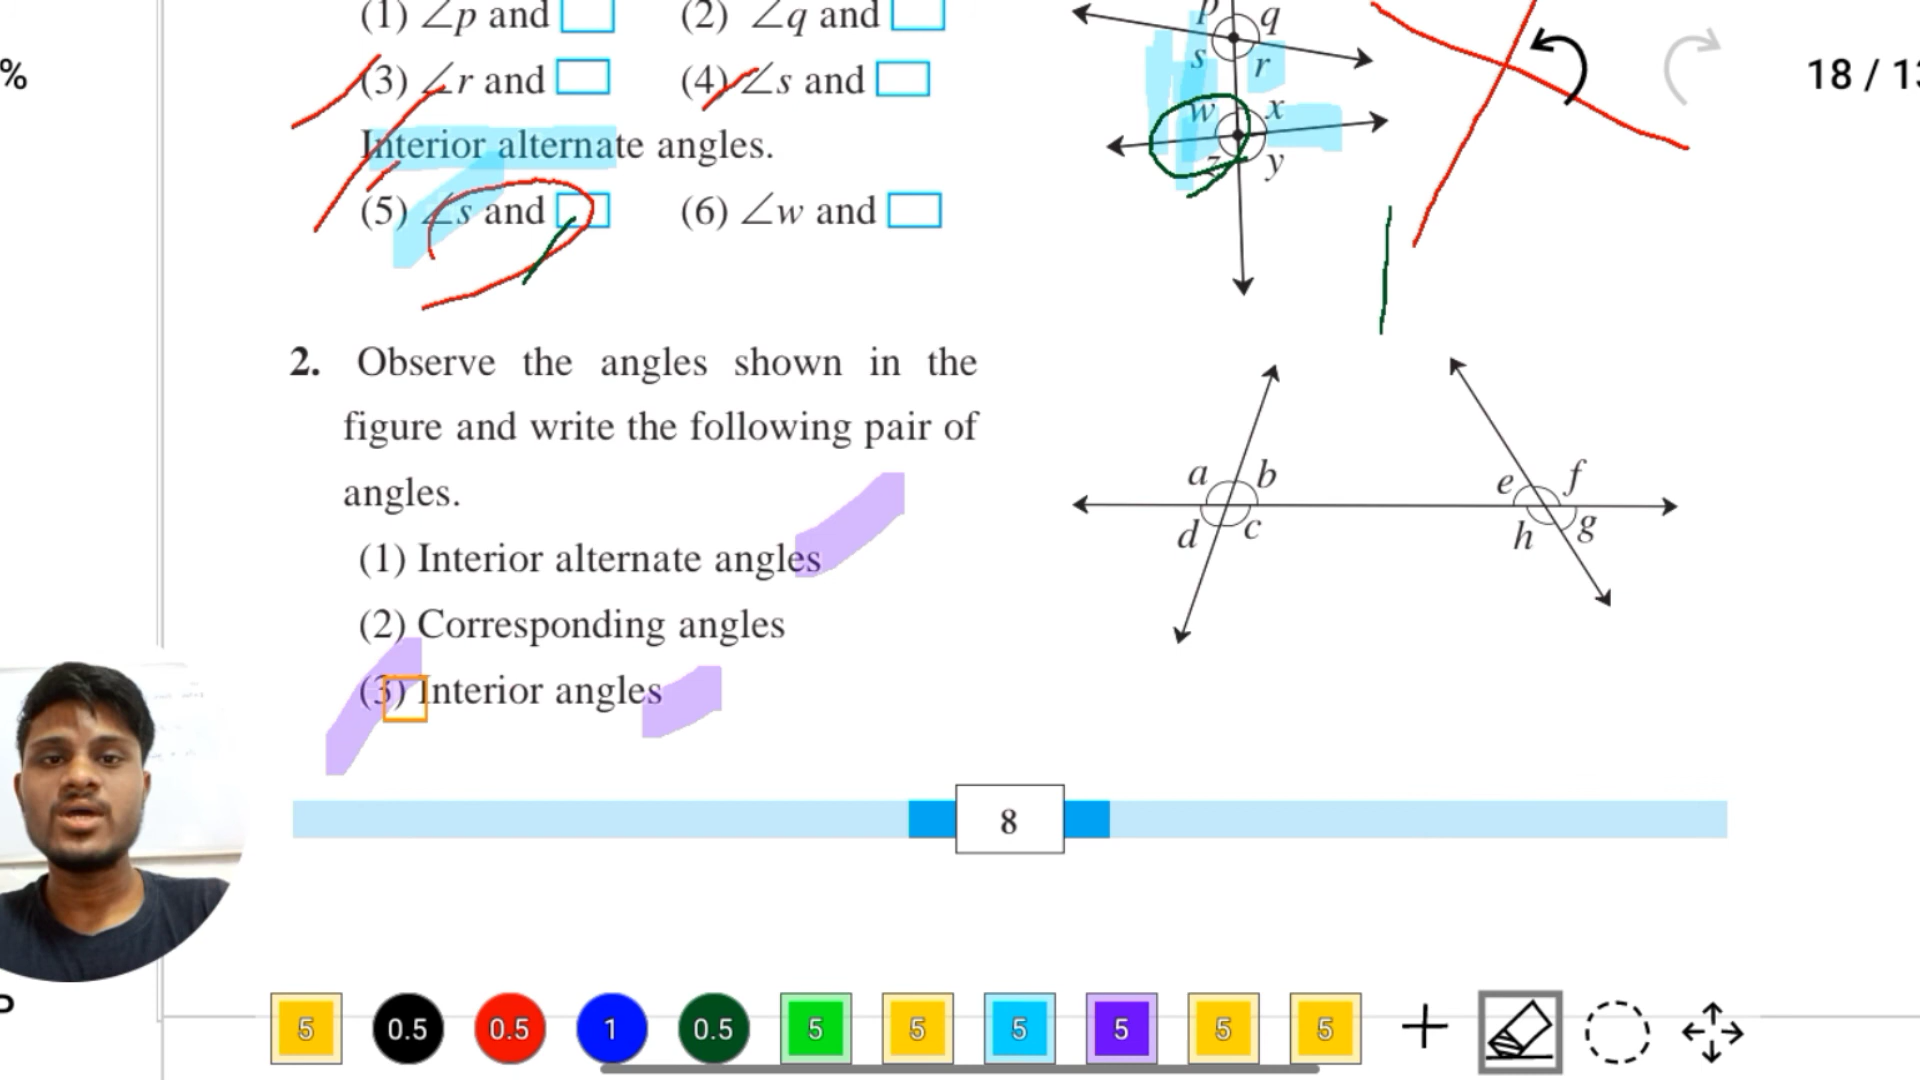 (1) ∠p and
(2) ∠q and
(3) ∠r and
(4) ∠s and
Interior alternate angles.
(5) ∠s and
(6) ∠w and
p q
s r
w x
z y
%
18 / 13
2. Observe the angles shown in the
figure and write the following pair of
angles.
(1) Interior alternate angles
(2) Corresponding angles
(3) Interior angles
a b
d c
e f
h g
8
5 0.5 0.5 1 0.5 5 5 5 5 5 5